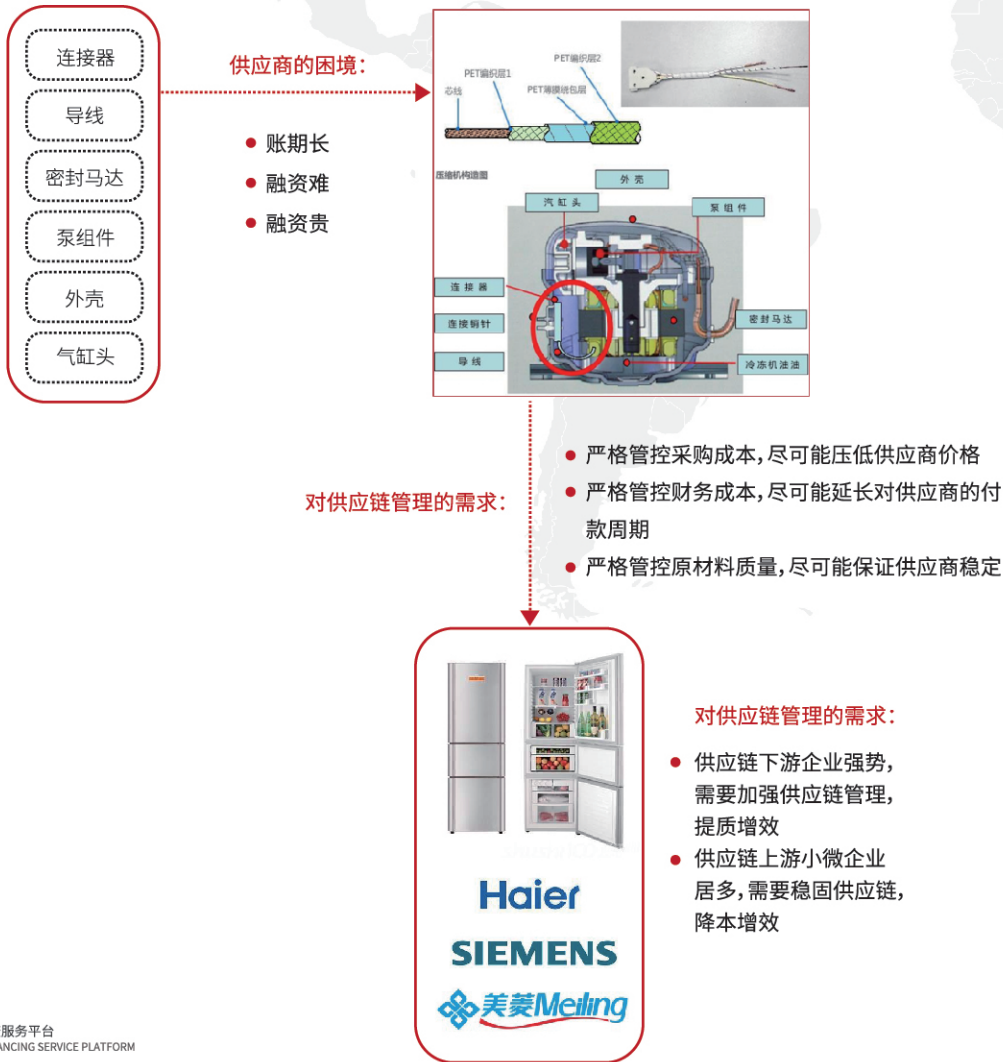 连接器
导线
密封马达
泵组件
外壳
气缸头
供应商的困境：
账期长
融资难
融资贵
PET编织层2
PET编织层1
芯线
PET薄膜绕包层
压缩机构造图
外壳
汽缸头
泵组件
连接器
连接销针
导线
密封马达
冷冻机油油
对供应链管理的需求：
严格管控采购成本，尽可能压低供应商价格
严格管控财务成本，尽可能延长对供应商的付
款周期
严格管控原材料质量，尽可能保证供应商稳定
对供应链管理的需求：
供应链下游企业强势，
需要加强供应链管理，
提质增效
供应链上游小微企业
居多，需要稳固供应链，
降本增效
Haier
SIEMENS
美菱Meiling
服务平台
ANCING SERVICE PLATFORM